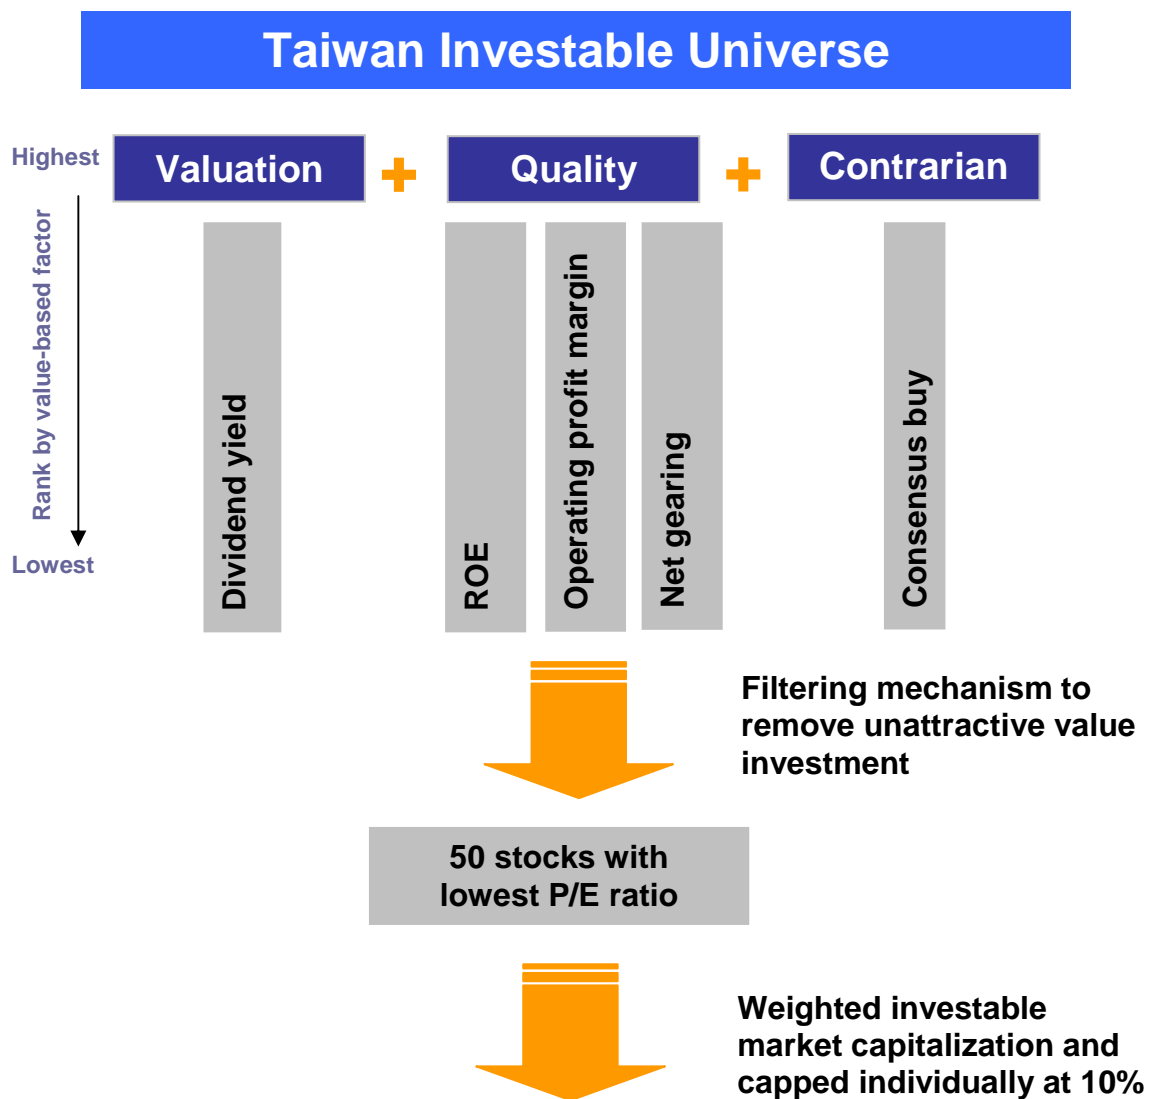 Taiwan Investable Universe
Highest
Valuation
Quality
Contrarian
Rank by value-based factor
Lowest
Dividend yield
ROE
Operating profit margin
Net gearing
Consensus buy
Filtering mechanism to
remove unattractive value
investment
50 stocks with
lowest P/E ratio
Weighted investable
market capitalization and
capped individually at 10%